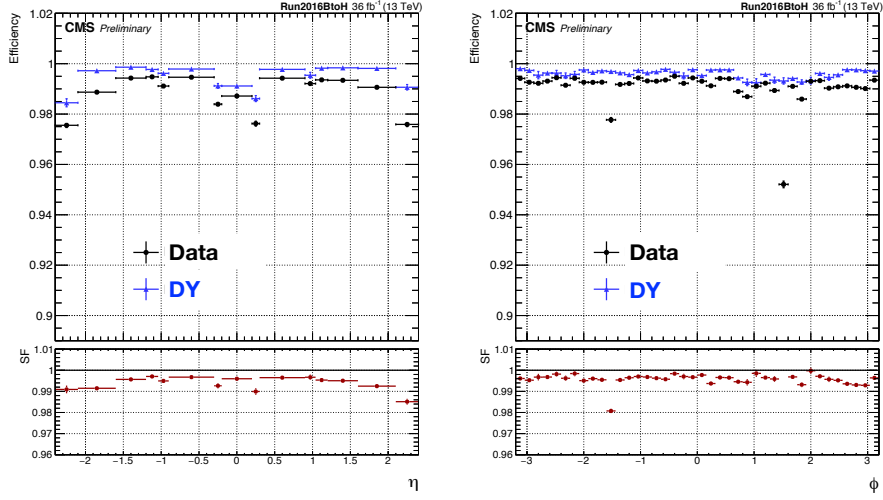 Run2016BtoH 36 fb⁻¹ (13 TeV)
CMS Preliminary
Efficiency
1.02
1
0.98
0.96
0.94
0.92
0.9
Data
DY
SF
1.01
1
0.99
0.98
0.97
0.96
−2 −1.5 −1 −0.5 0 0.5 1 1.5 2
η
Run2016BtoH 36 fb⁻¹ (13 TeV)
CMS Preliminary
Efficiency
1.02
1
0.98
0.96
0.94
0.92
0.9
Data
DY
SF
1.01
1
0.99
0.98
0.97
0.96
−3 −2 −1 0 1 2 3
ϕ